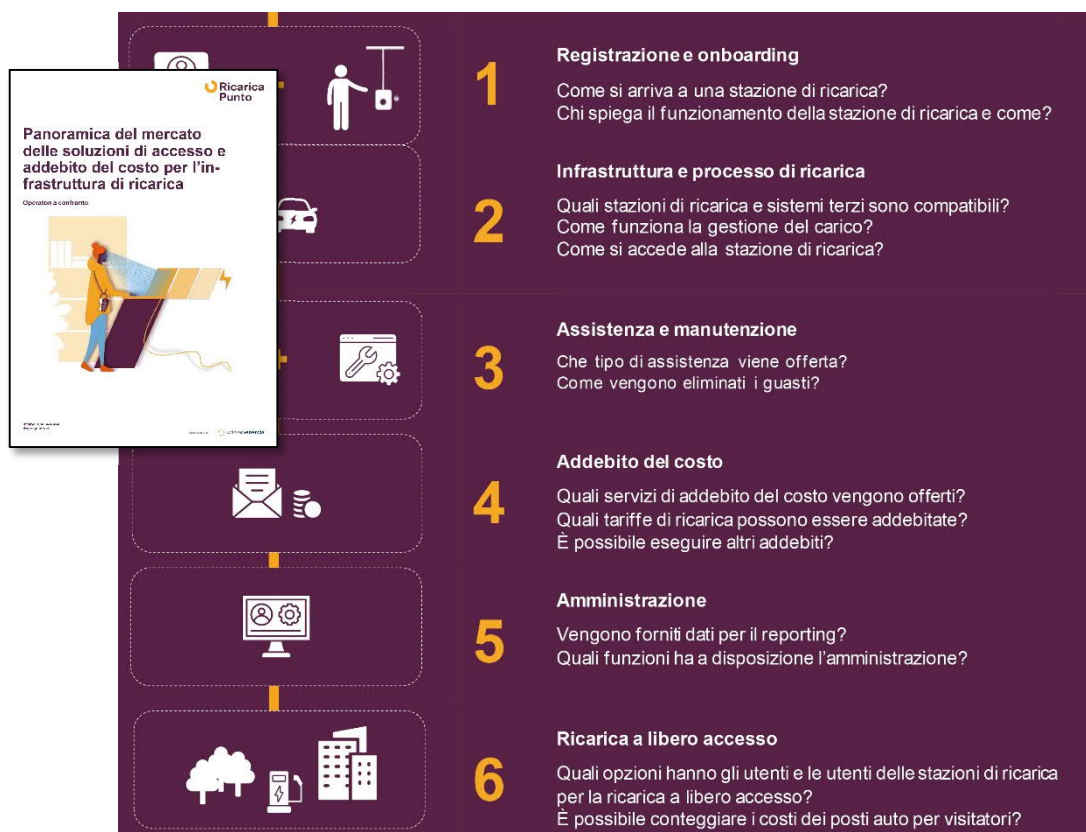 Ricarica
Punto
Panoramica del mercato
delle soluzioni di accesso e
addebito del costo per l'in-
frastruttura di ricarica
Operatori a confronto
1
Registrazione e onboarding
Come si arriva a una stazione di ricarica?
Chi spiega il funzionamento della stazione di ricarica e come?
2
Infrastruttura e processo di ricarica
Quali stazioni di ricarica e sistemi terzi sono compatibili?
Come funziona la gestione del carico?
Come si accede alla stazione di ricarica?
3
Assistenza e manutenzione
Che tipo di assistenza viene offerta?
Come vengono eliminati i guasti?
4
Addebito del costo
Quali servizi di addebito del costo vengono offerti?
Quali tariffe di ricarica possono essere addebitate?
È possibile eseguire altri addebiti?
5
Amministrazione
Vengono forniti dati per il reporting?
Quali funzioni ha a disposizione l'amministrazione?
6
Ricarica a libero accesso
Quali opzioni hanno gli utenti e le utenti delle stazioni di ricarica
per la ricarica a libero accesso?
È possibile conteggiare i costi dei posti auto per visitatori?